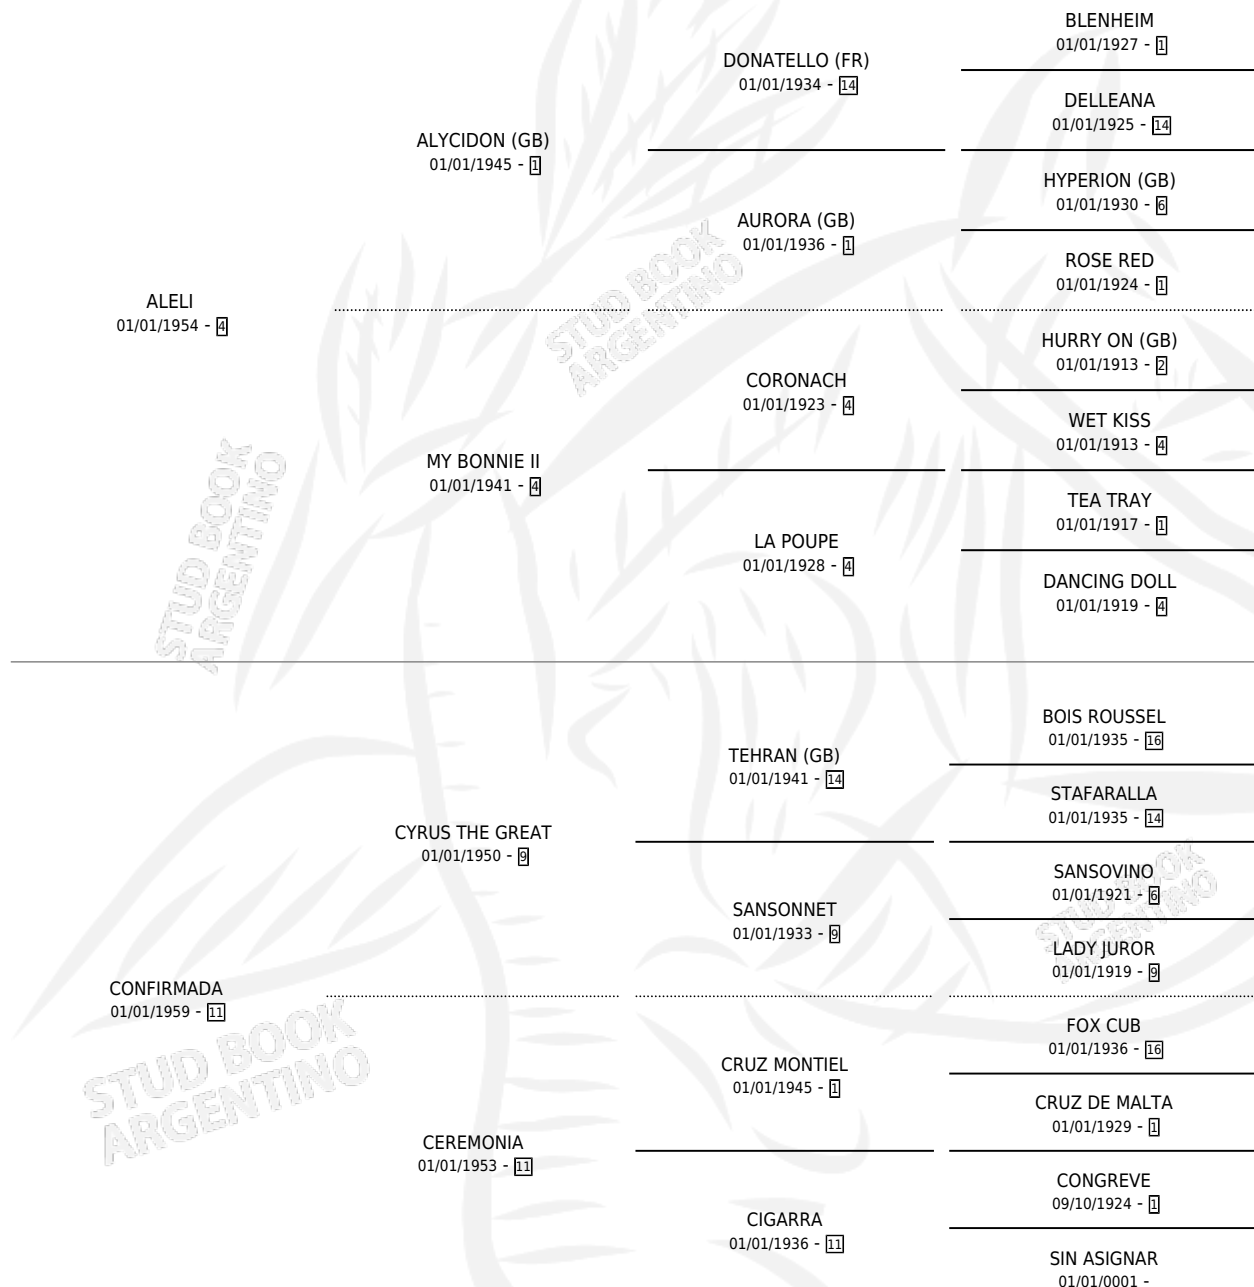 BLENHEIM
01/01/1927 - 1
DONATELLO (FR)
01/01/1934 - 14
DELLEANA
01/01/1925 - 14
ALYCIDON (GB)
01/01/1945 - 1
HYPERION (GB)
01/01/1930 - 6
AURORA (GB)
01/01/1936 - 1
ROSE RED
01/01/1924 - 1
ALELI
01/01/1954 - 4
HURRY ON (GB)
01/01/1913 - 2
CORONACH
01/01/1923 - 4
WET KISS
01/01/1913 - 4
MY BONNIE II
01/01/1941 - 4
TEA TRAY
01/01/1917 - 1
LA POUPE
01/01/1928 - 4
DANCING DOLL
01/01/1919 - 4
BOIS ROUSSEL
01/01/1935 - 16
TEHRAN (GB)
01/01/1941 - 14
STAFARALLA
01/01/1935 - 14
CYRUS THE GREAT
01/01/1950 - 9
SANSOVINO
01/01/1921 - 6
SANSONNET
01/01/1933 - 9
LADY JUROR
01/01/1919 - 9
CONFIRMADA
01/01/1959 - 11
FOX CUB
01/01/1936 - 16
CRUZ MONTIEL
01/01/1945 - 1
CRUZ DE MALTA
01/01/1929 - 1
CEREMONIA
01/01/1953 - 11
CONGREVE
09/10/1924 - 1
CIGARRA
01/01/1936 - 11
SIN ASIGNAR
01/01/0001 -
STUD BOOK
ARGENTINO
STUD BOOK
ARGENTINO
STUD BOOK
ARGENTINO
STUD BOOK
ARGENTINO